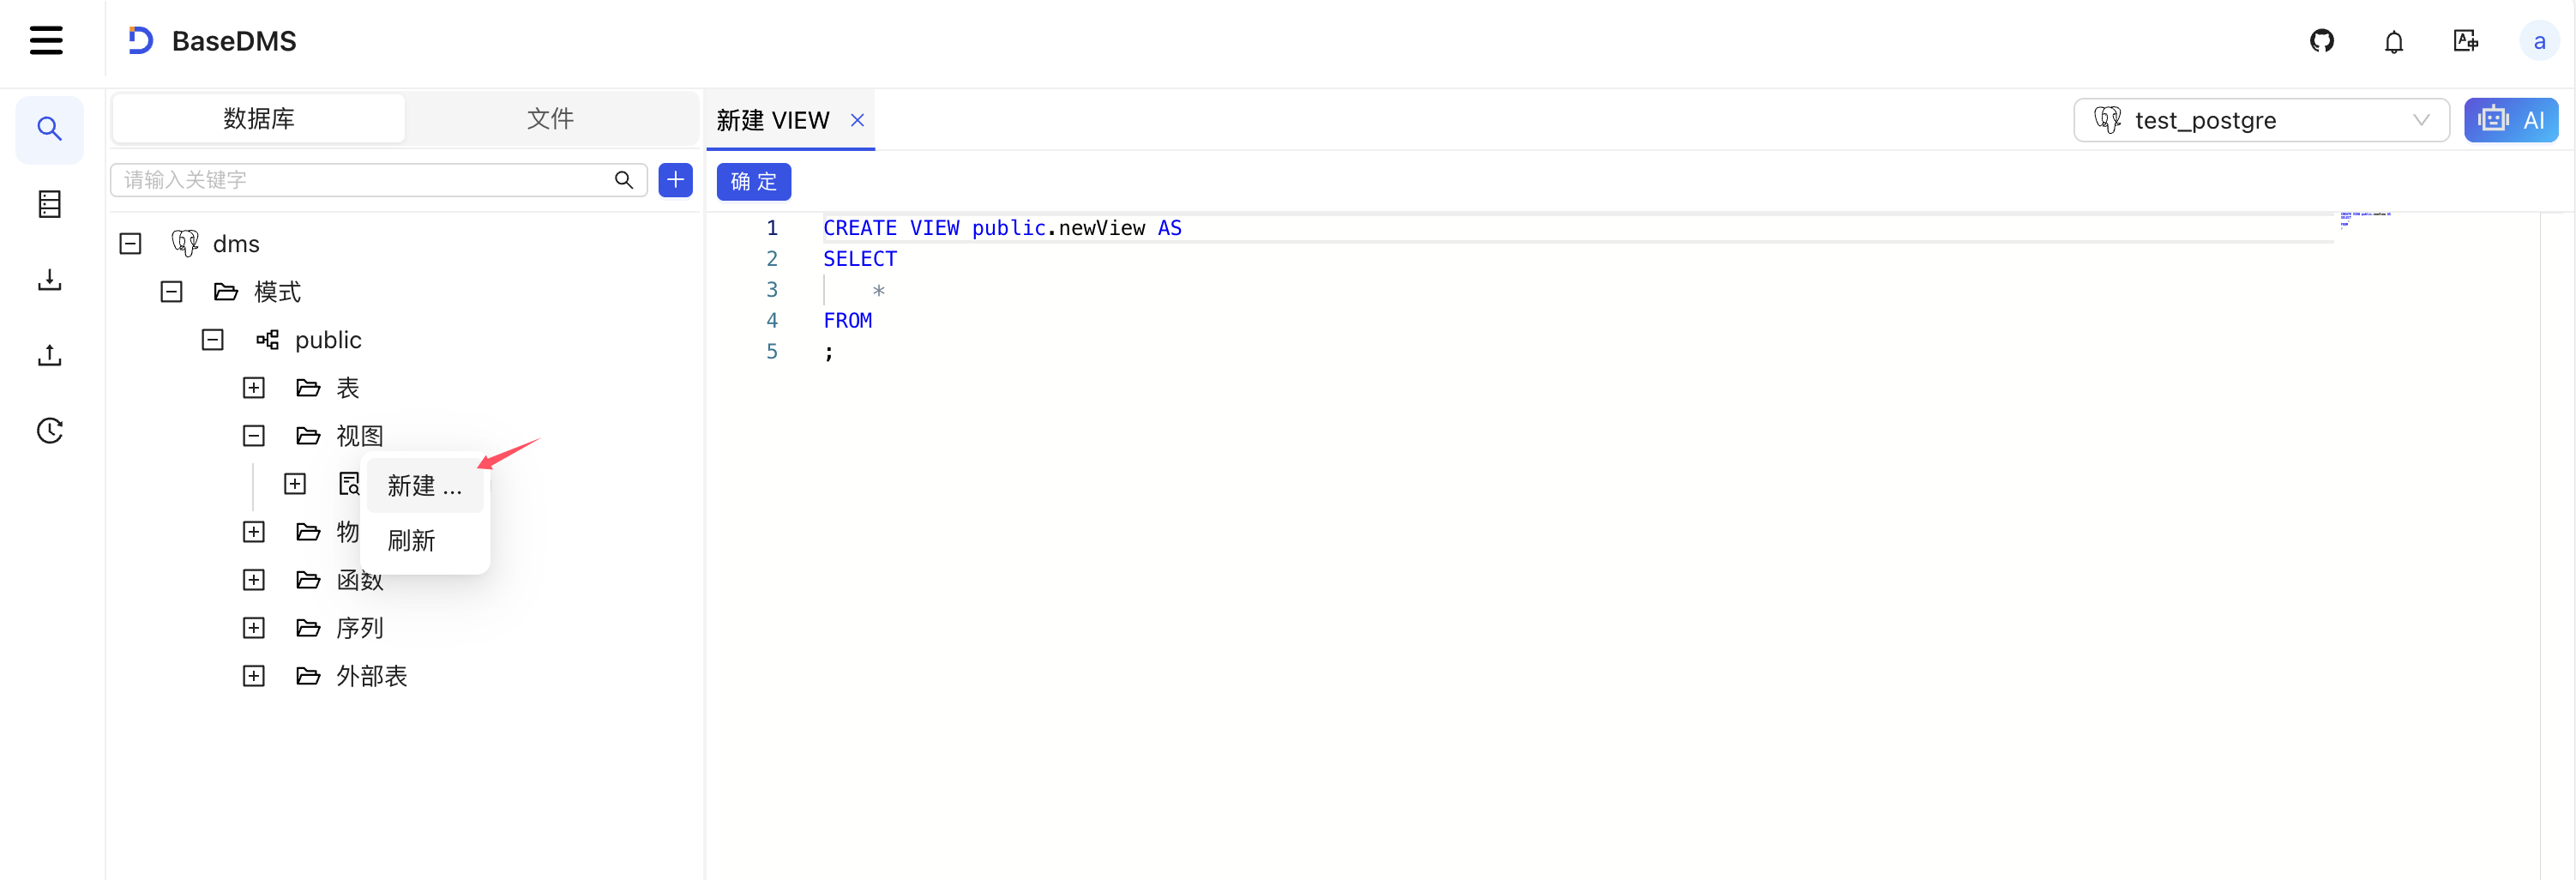 BaseDMS
a
数据库
文件
新建 VIEW
test_postgre
AI
请输入关键字
确 定
dms
模式
public
表
视图
新建 ...
物
刷新
函数
序列
外部表
1 CREATE VIEW public.newView AS
2 SELECT
3 *
4 FROM
5 ;